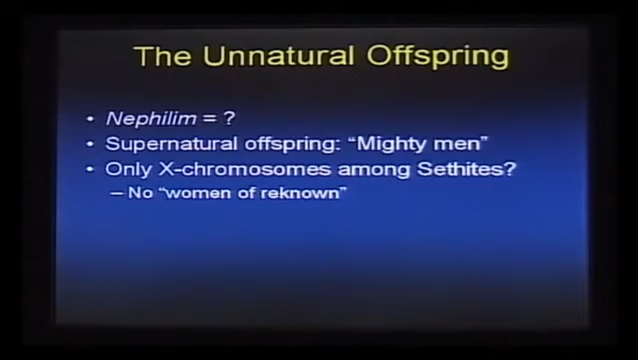 The Unnatural Offspring
• Nephilim = ?
• Supernatural offspring: “Mighty men”
• Only X-chromosomes among Sethites?
– No “women of reknown”